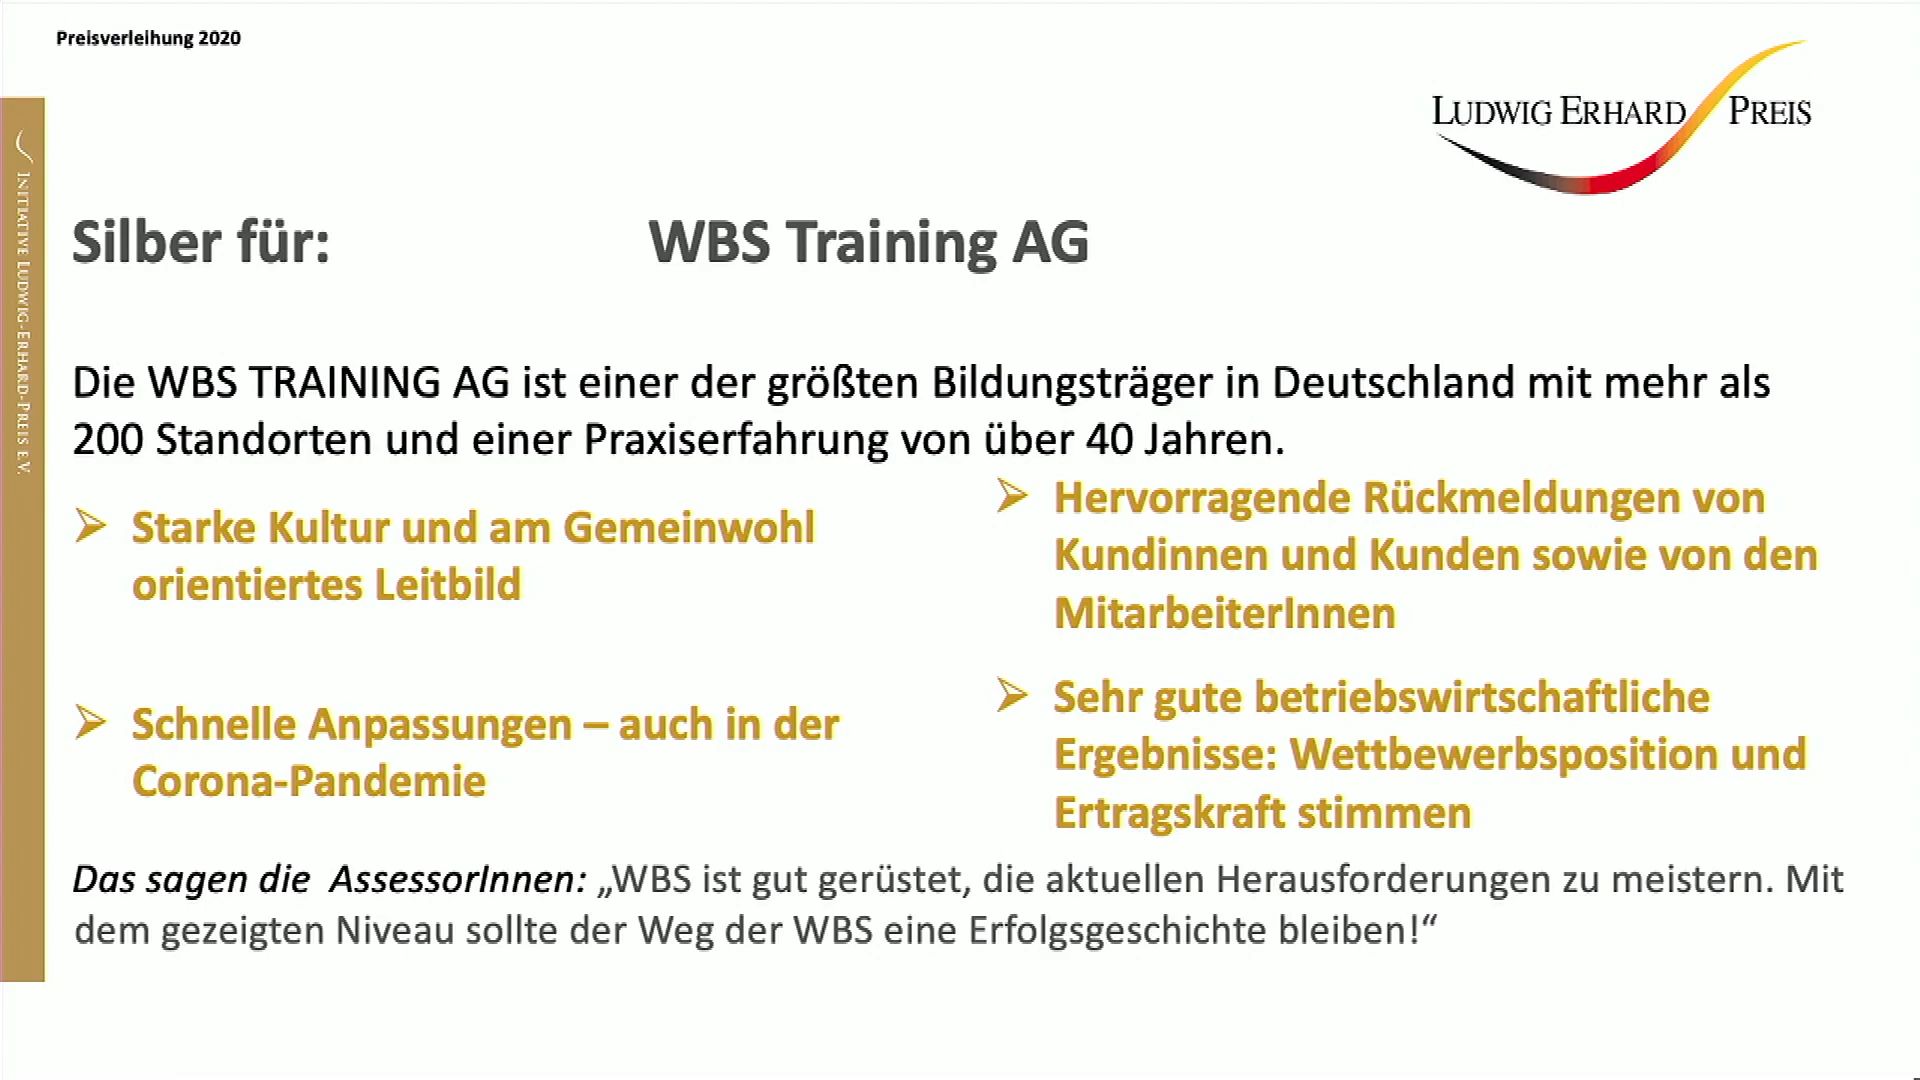 Preisverleihung 2020
LUDWIG ERHARD PREIS
INITIATIVE LUDWIG-ERHARD-PREIS E.V.
Silber für: WBS Training AG
Die WBS TRAINING AG ist einer der größten Bildungsträger in Deutschland mit mehr als
200 Standorten und einer Praxiserfahrung von über 40 Jahren.
Starke Kultur und am Gemeinwohl
orientiertes Leitbild
Schnelle Anpassungen – auch in der
Corona-Pandemie
Hervorragende Rückmeldungen von
Kundinnen und Kunden sowie von den
MitarbeiterInnen
Sehr gute betriebswirtschaftliche
Ergebnisse: Wettbewerbsposition und
Ertragskraft stimmen
Das sagen die  AssessorInnen: „WBS ist gut gerüstet, die aktuellen Herausforderungen zu meistern. Mit
dem gezeigten Niveau sollte der Weg der WBS eine Erfolgsgeschichte bleiben!“